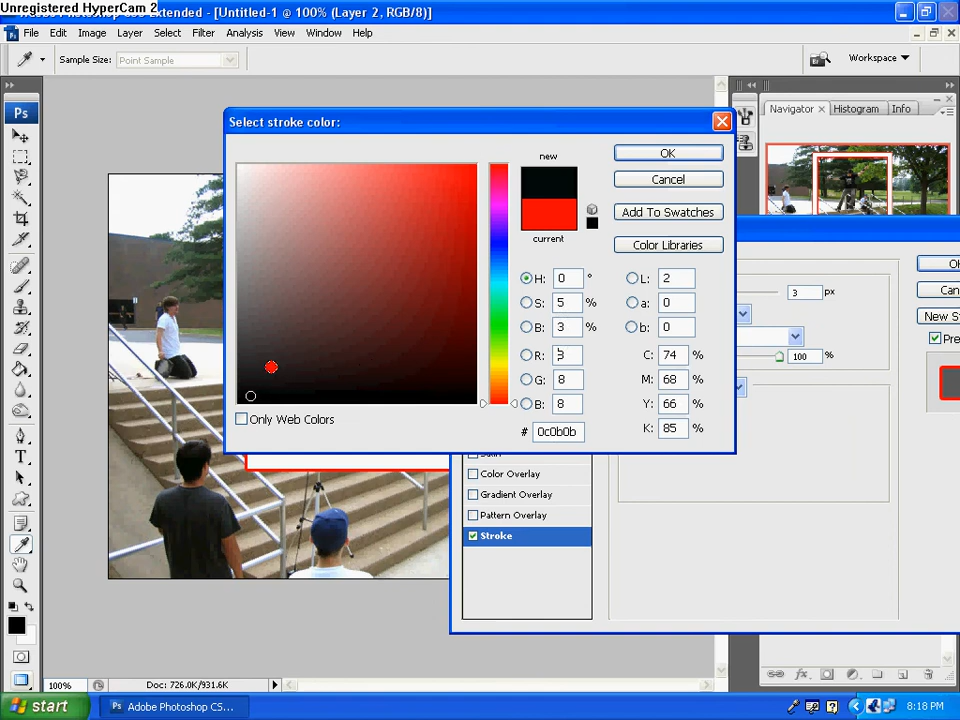 Unregistered HyperCam 2
Extended - [Untitled-1 @ 100% (Layer 2, RGB/8)]
File Edit Image Layer Select Filter Analysis View Window Help
Sample Size: Point Sample
Workspace
Ps
Navigator Histogram Info
Select stroke color:
new
current
OK
Cancel
Add To Swatches
Color Libraries
H: 0 °
S: 5 %
B: 3 %
R:
G: 8
B: 8
# 0c0b0b
L: 2
a: 0
b: 0
C: 74 %
M: 68 %
Y: 66 %
K: 85 %
Only Web Colors
3 px
100 %
New St
Color Overlay
Gradient Overlay
Pattern Overlay
Stroke
100%
Doc: 726.0K/931.6K
start
Ps Adobe Photoshop CS...
8:18 PM